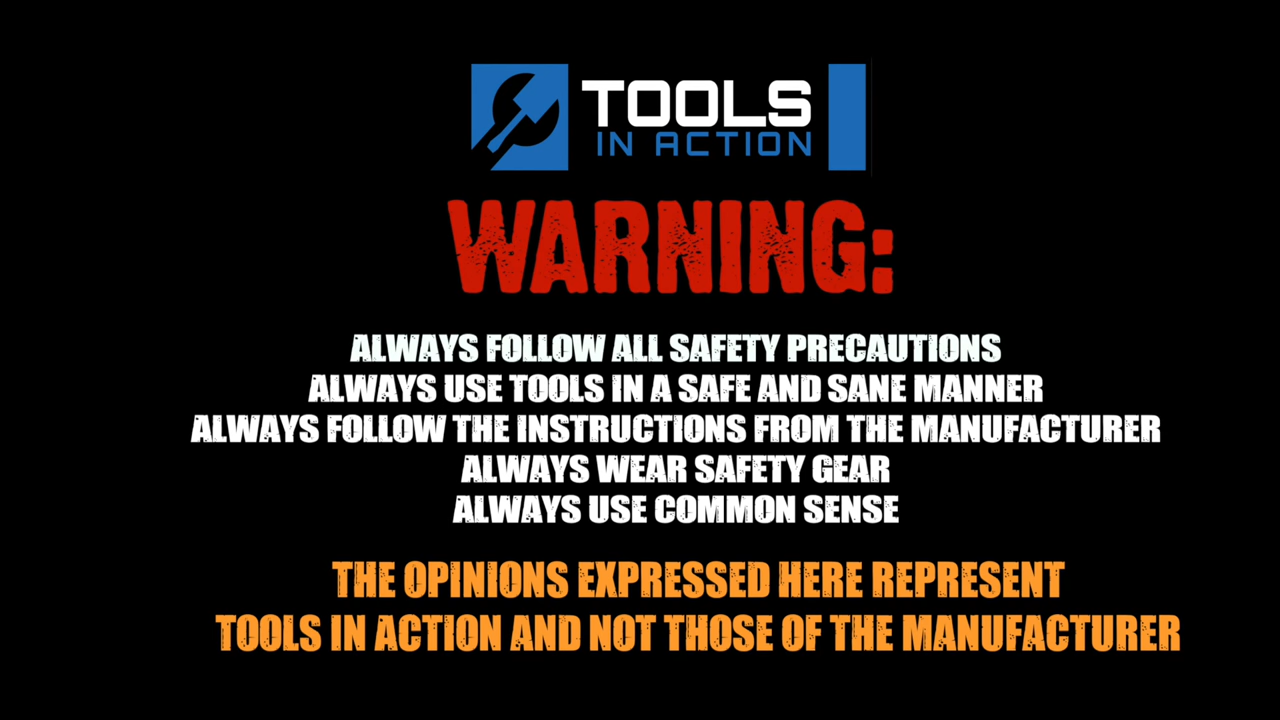 TOOLS
IN ACTION
WARNING:
ALWAYS FOLLOW ALL SAFETY PRECAUTIONS
ALWAYS USE TOOLS IN A SAFE AND SANE MANNER
ALWAYS FOLLOW THE INSTRUCTIONS FROM THE MANUFACTURER
ALWAYS WEAR SAFETY GEAR
ALWAYS USE COMMON SENSE
THE OPINIONS EXPRESSED HERE REPRESENT
TOOLS IN ACTION AND NOT THOSE OF THE MANUFACTURER